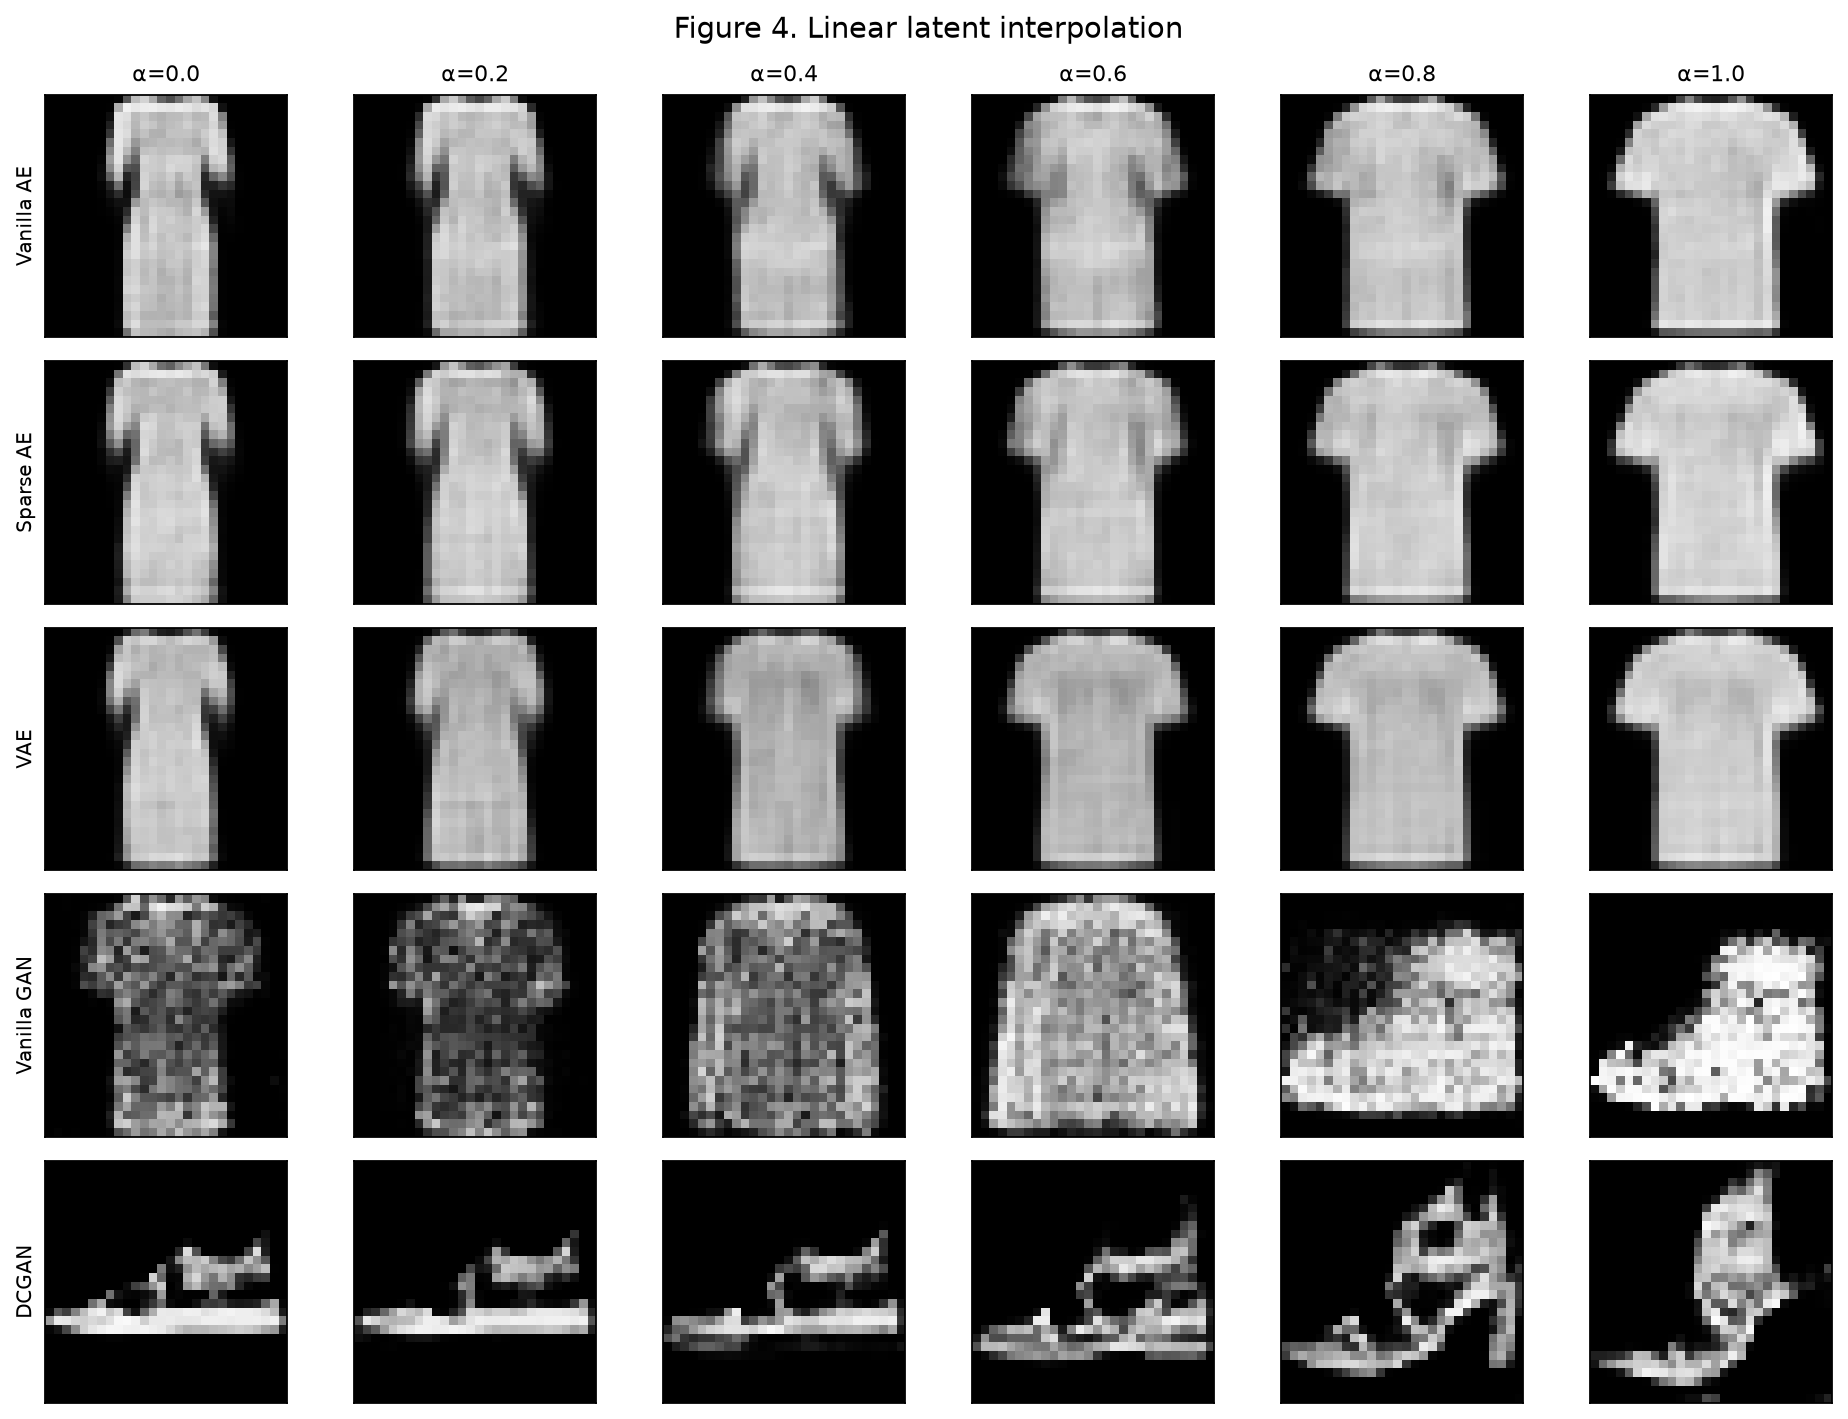 Figure 4. Linear latent interpolation
α=0.0 α=0.2 α=0.4 α=0.6 α=0.8 α=1.0
Vanilla AE
Sparse AE
VAE
Vanilla GAN
DCGAN